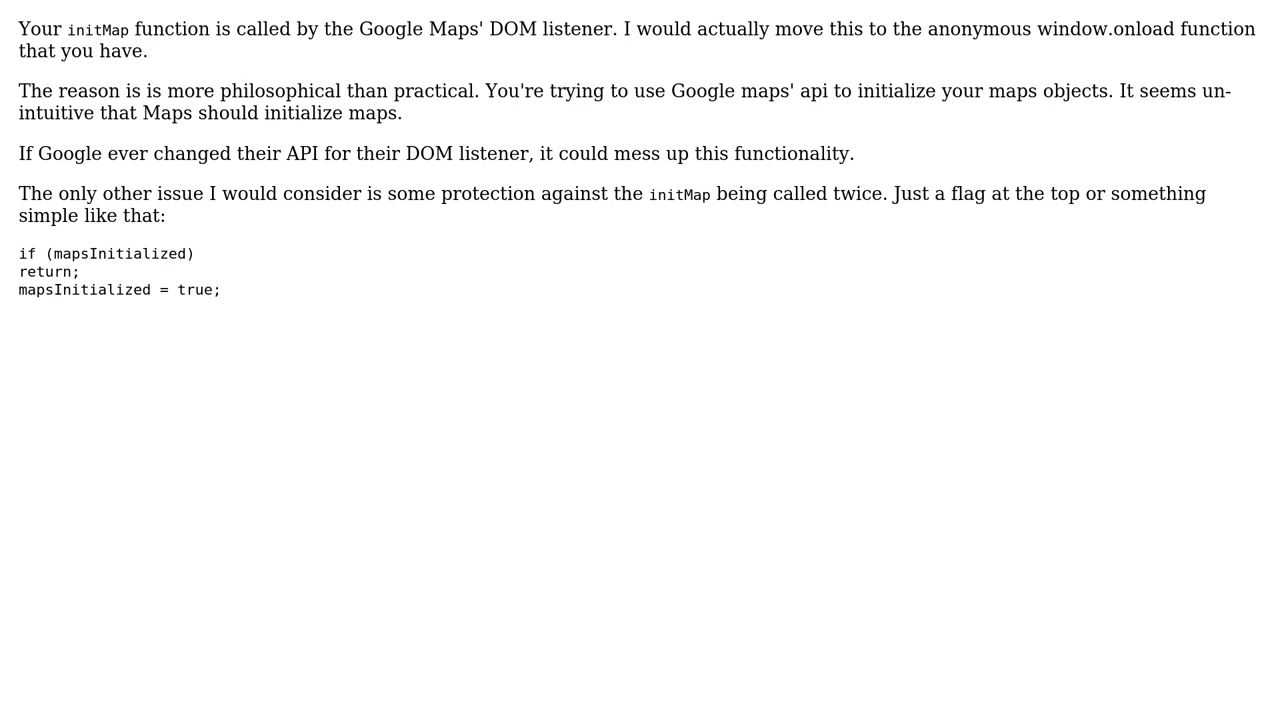 Your initMap function is called by the Google Maps' DOM listener. I would actually move this to the anonymous window.onload function
that you have.
The reason is is more philosophical than practical. You're trying to use Google maps' api to initialize your maps objects. It seems un-
intuitive that Maps should initialize maps.
If Google ever changed their API for their DOM listener, it could mess up this functionality.
The only other issue I would consider is some protection against the initMap being called twice. Just a flag at the top or something
simple like that:
if (mapsInitialized)
return;
mapsInitialized = true;